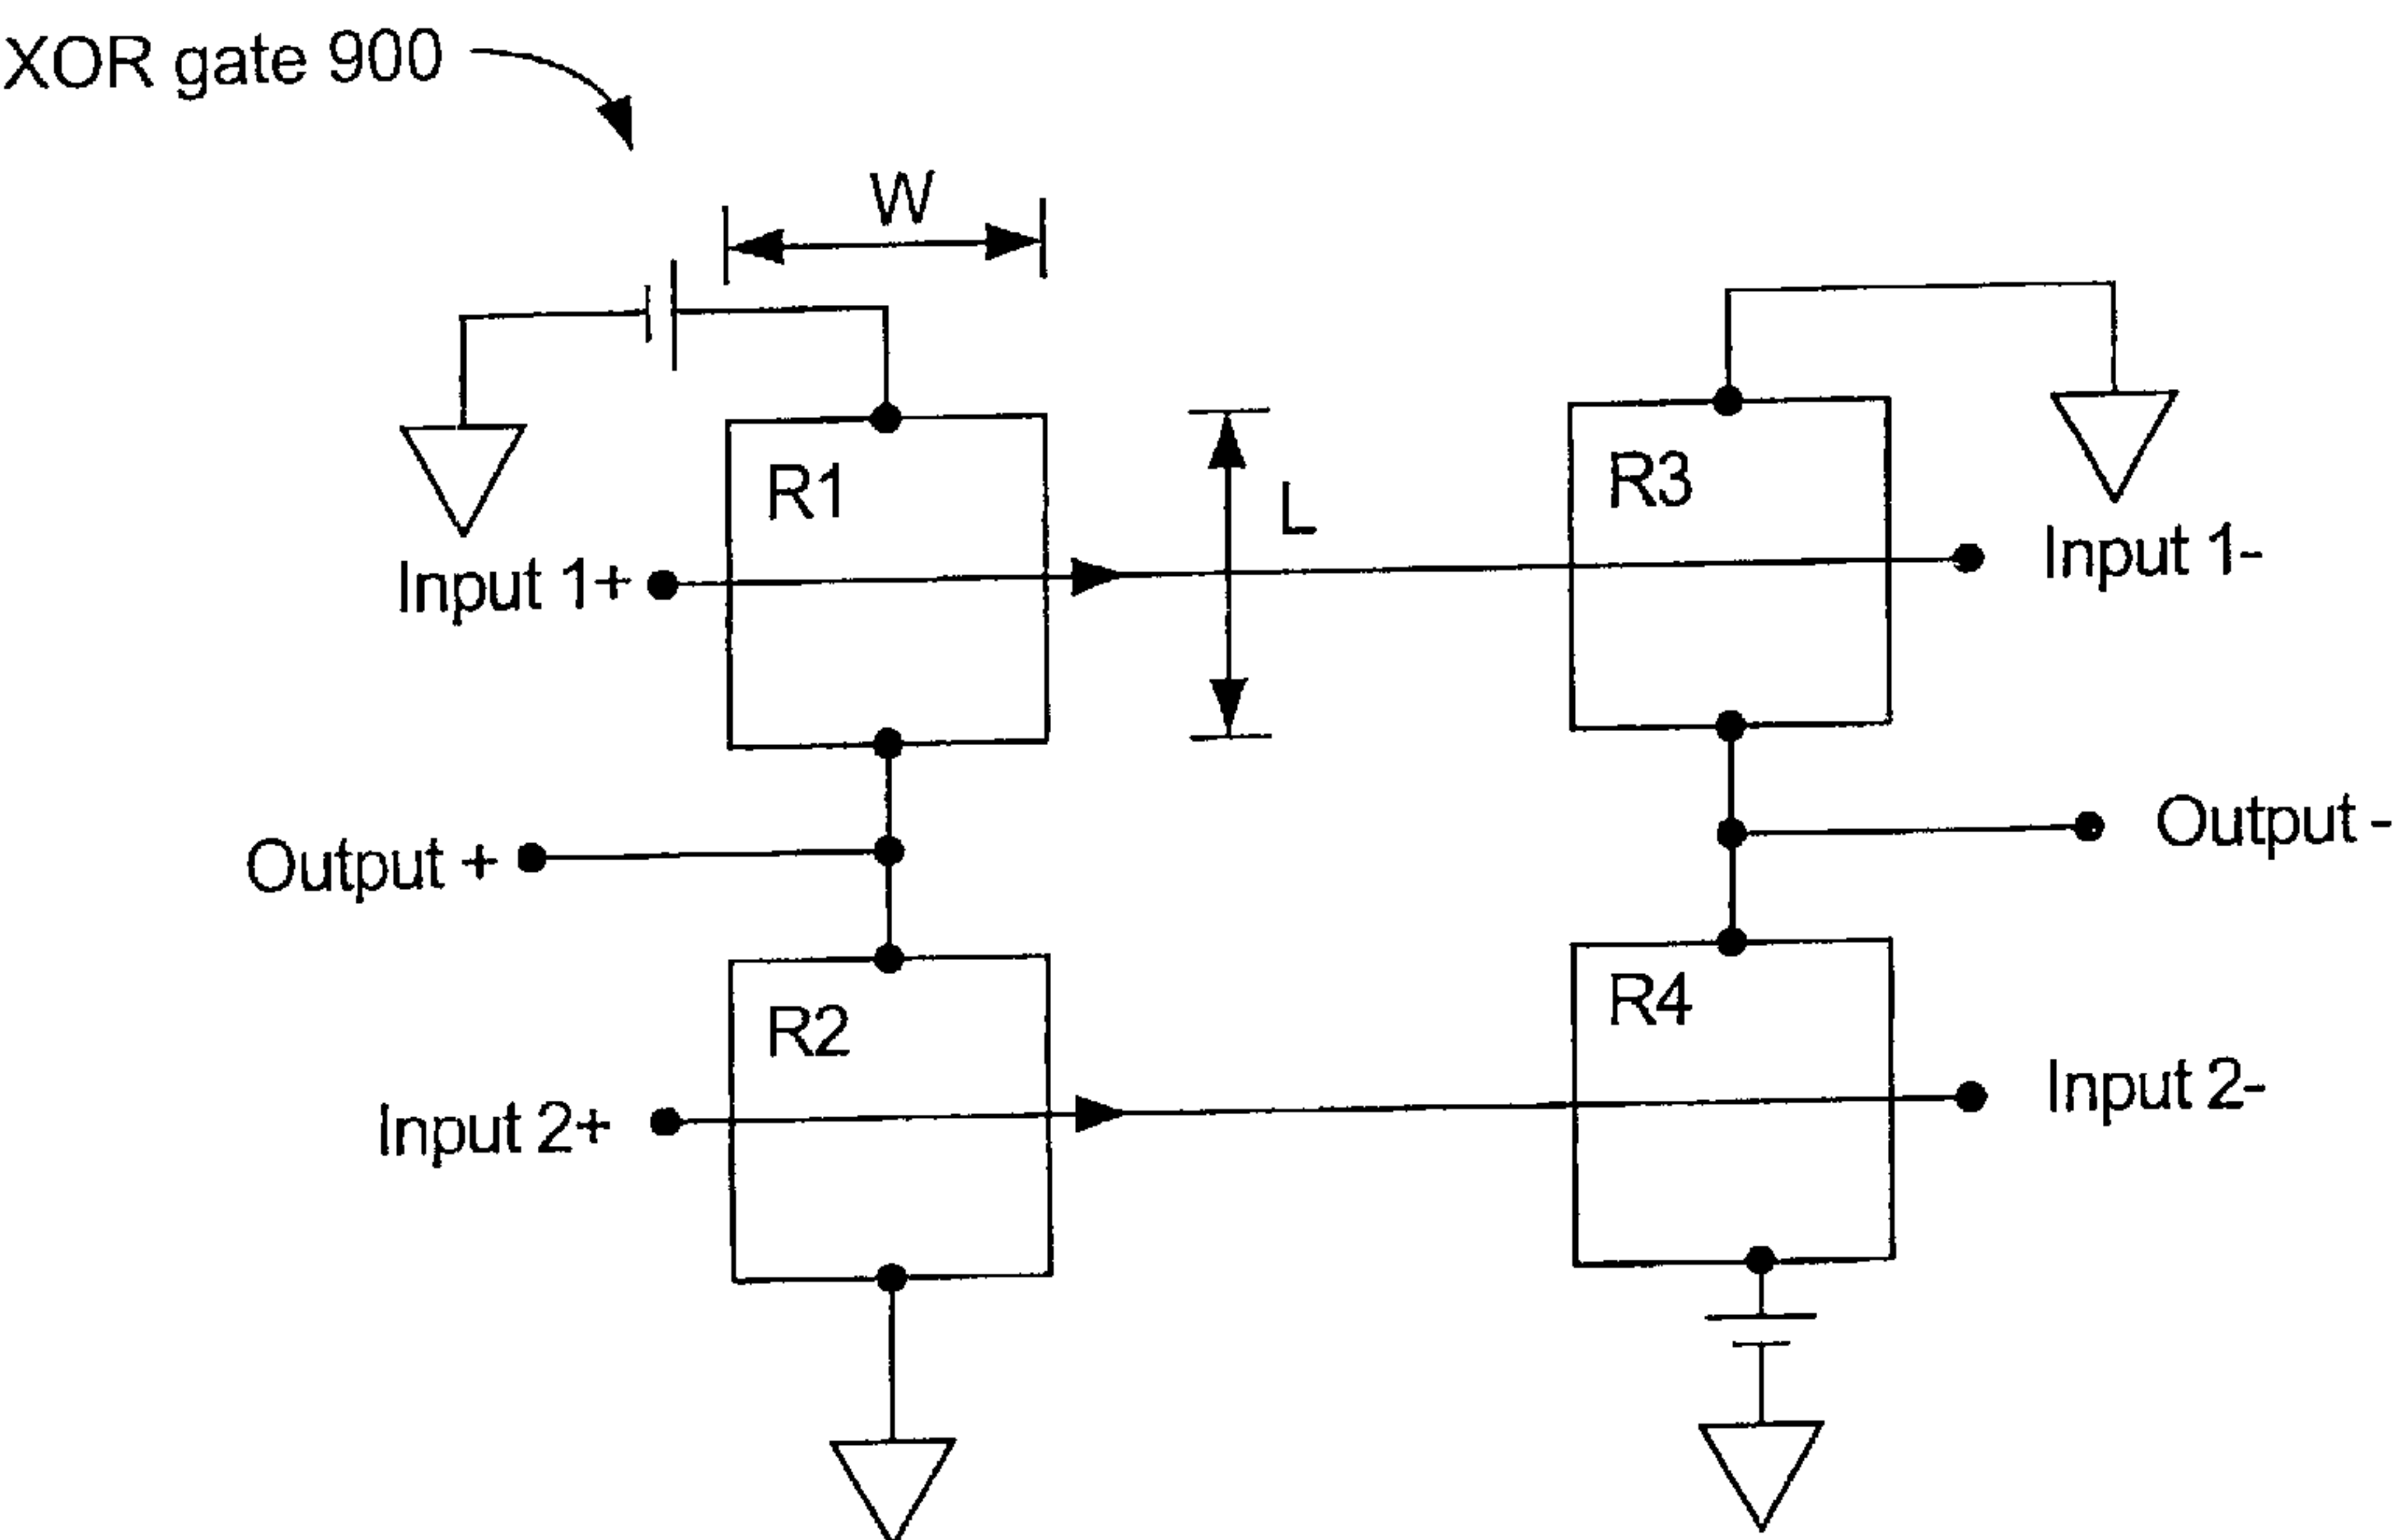 XOR gate 900
W
R1
L
R3
Input 1+
Input 1-
Output +
Output -
R2
R4
Input 2+
Input 2-